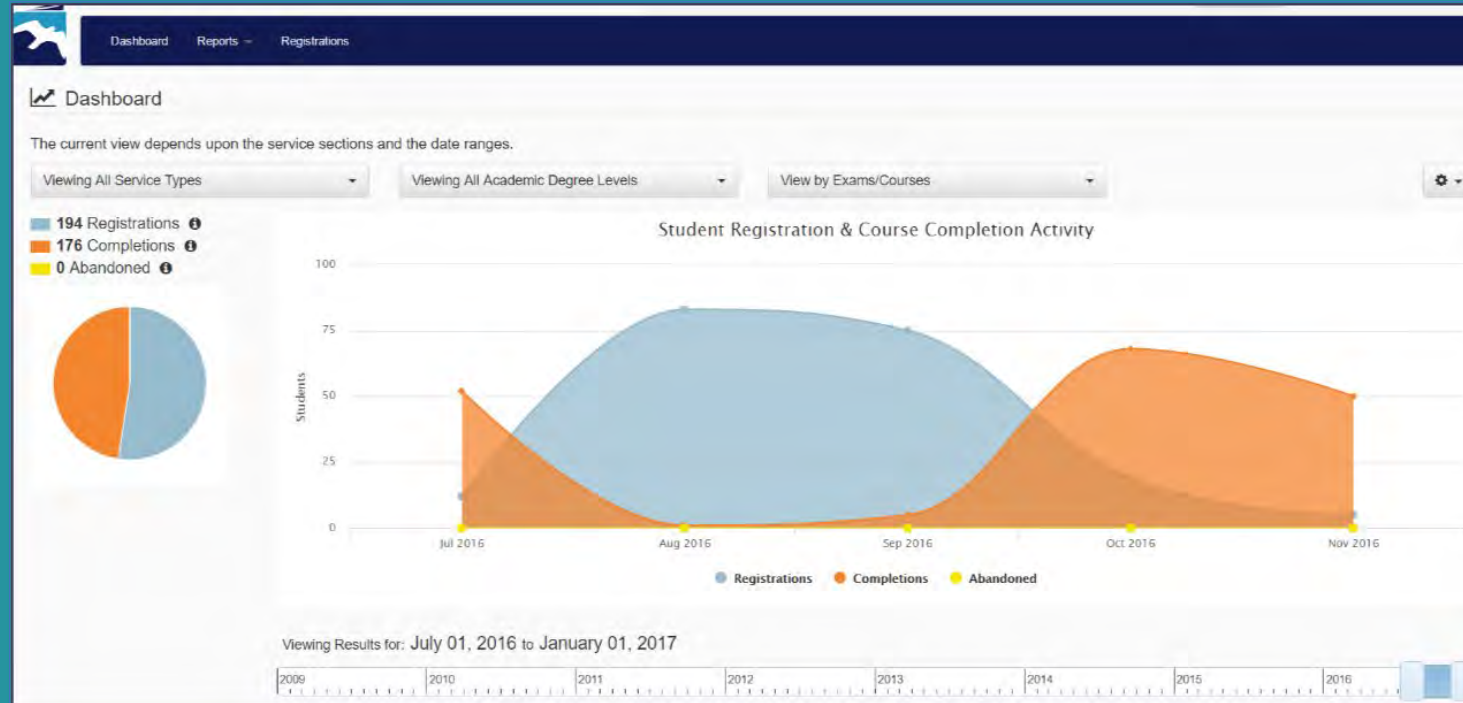 Dashboard Reports Registrations
Dashboard
The current view depends upon the service sections and the date ranges.
Viewing All Service Types Viewing All Academic Degree Levels View by Exams/Courses
194 Registrations
176 Completions
0 Abandoned
Student Registration & Course Completion Activity
100
75
50
25
0
Students
Jul 2016 Aug 2016 Sep 2016 Oct 2016 Nov 2016
Registrations Completions Abandoned
Viewing Results for: July 01, 2016 to January 01, 2017
2009 2010 2011 2012 2013 2014 2015 2016